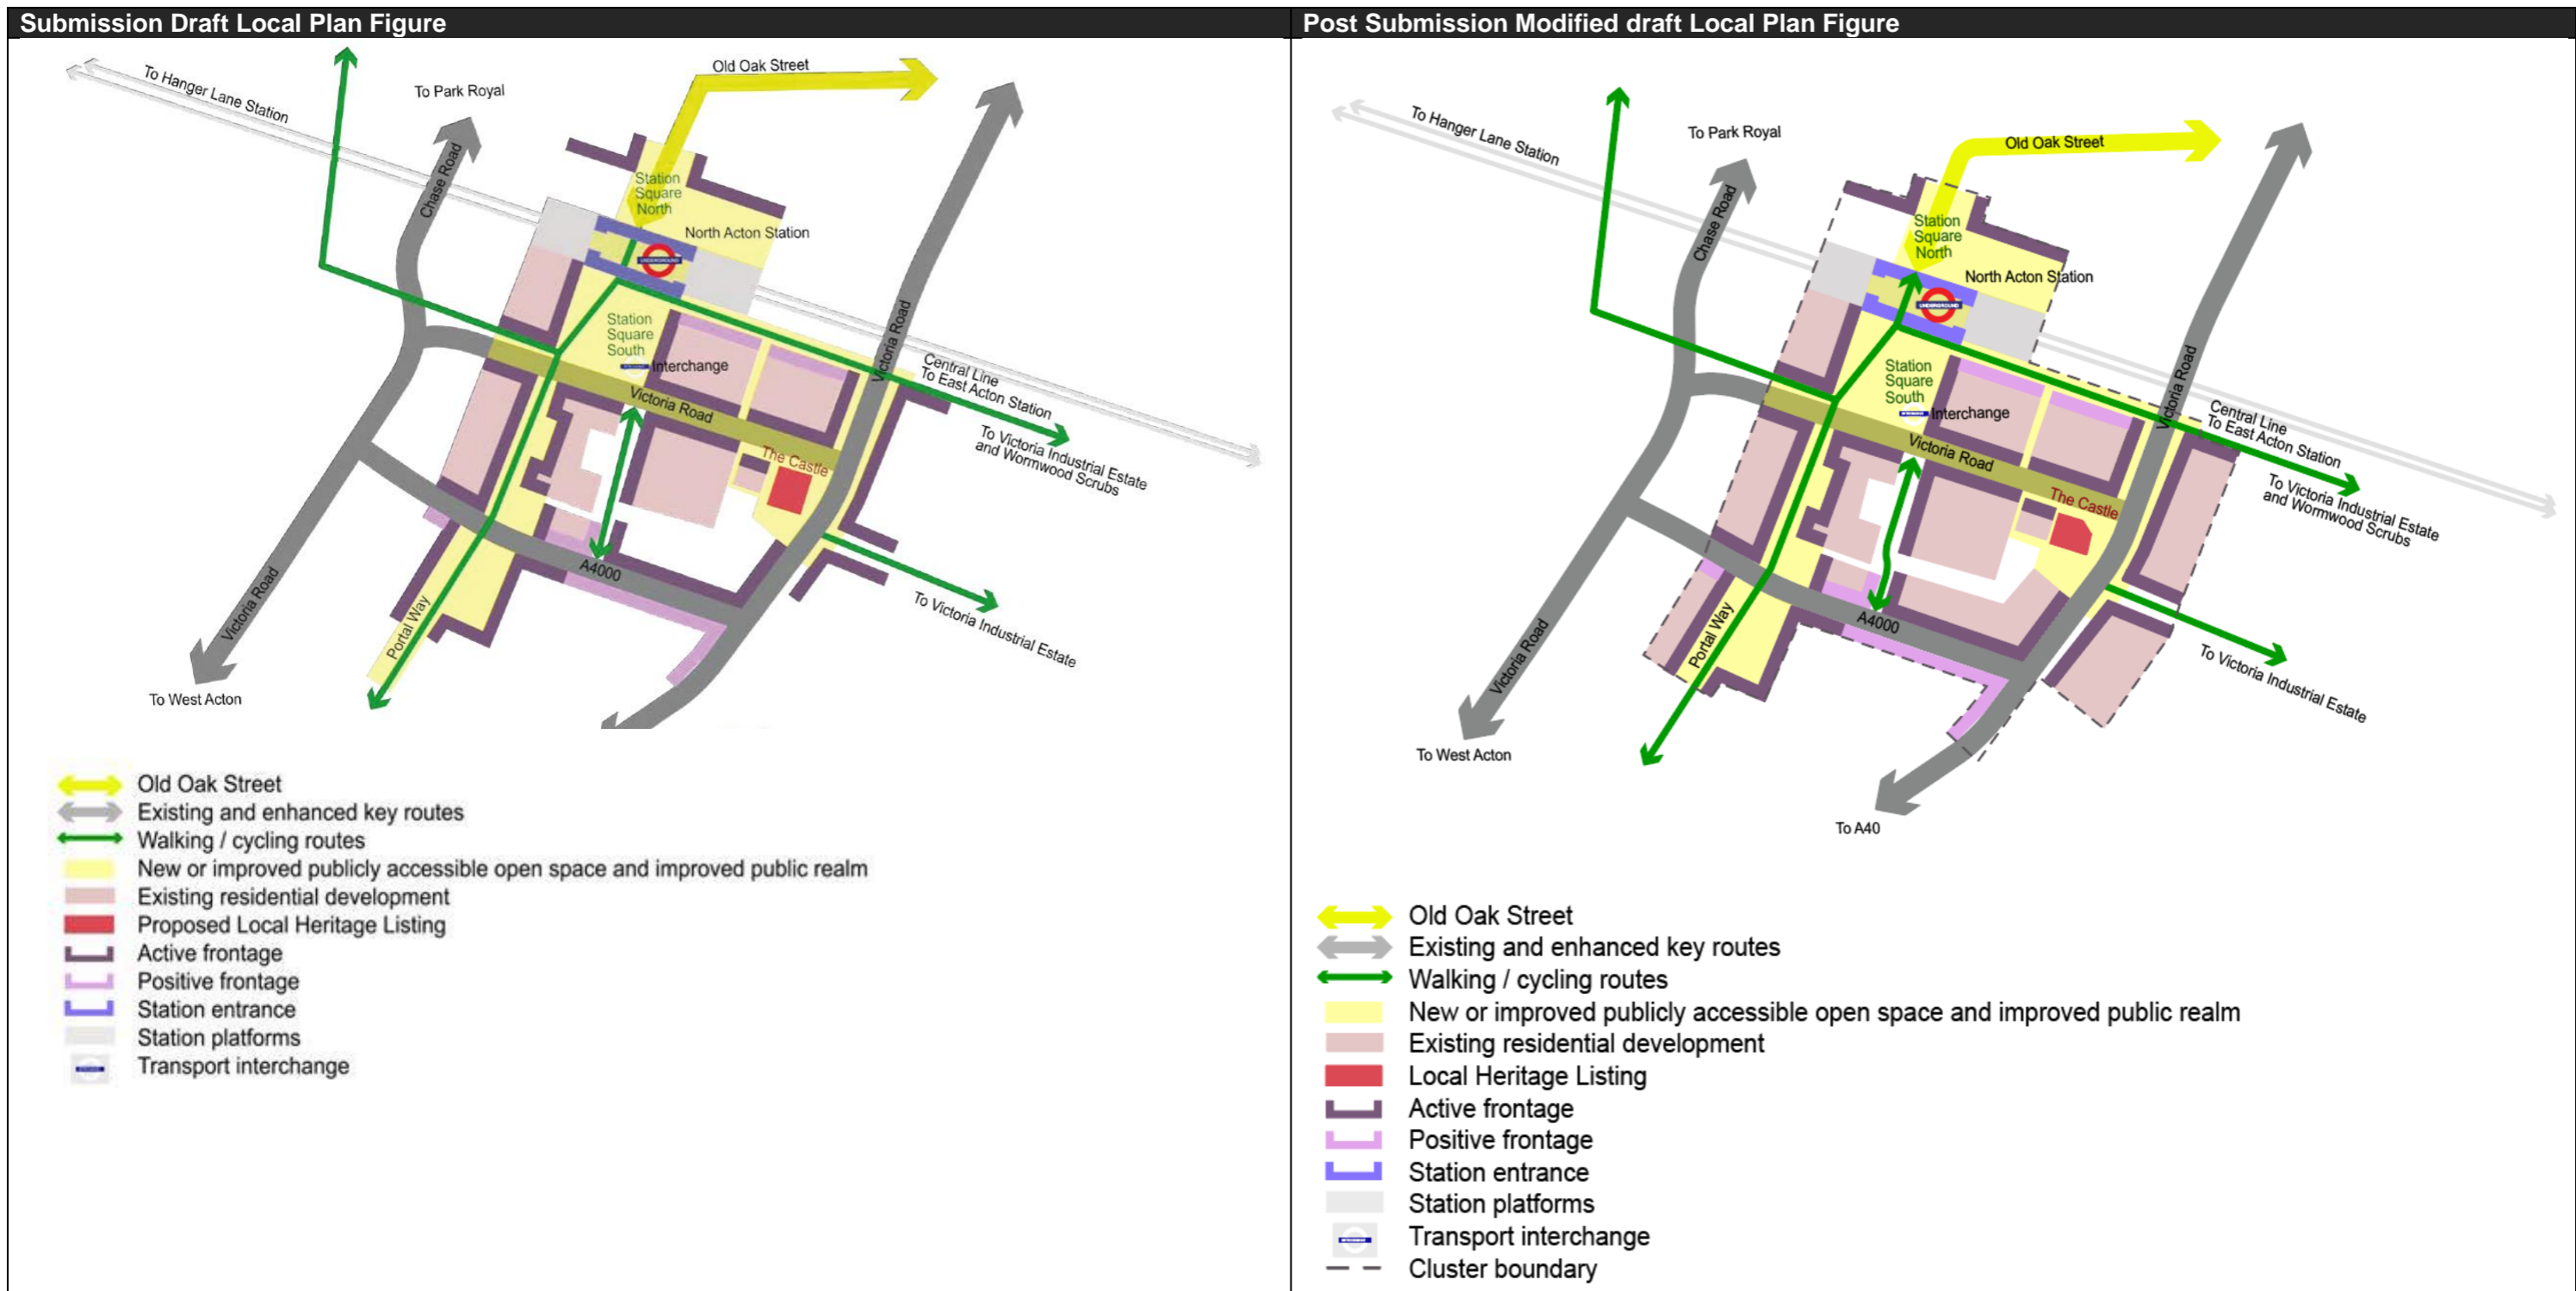 Submission Draft Local Plan Figure
To Hanger Lane Station
To Park Royal
Old Oak Street
Chase Road
Station
Square
North
North Acton Station
UNDERGROUND
Station
Square
South
Interchange
Victoria Road
Victoria Road
Central Line
To East Acton Station
To Victoria Industrial Estate
and Wormwood Scrubs
The Castle
A4000
To Victoria Industrial Estate
Victoria Road
Portal Way
To West Acton
Old Oak Street
Existing and enhanced key routes
Walking / cycling routes
New or improved publicly accessible open space and improved public realm
Existing residential development
Proposed Local Heritage Listing
Active frontage
Positive frontage
Station entrance
Station platforms
Transport interchange
Post Submission Modified draft Local Plan Figure
To Hanger Lane Station
To Park Royal
Old Oak Street
Chase Road
Station
Square
North
North Acton Station
UNDERGROUND
Station
Square
South
Interchange
Victoria Road
Victoria Road
Central Line
To East Acton Station
To Victoria Industrial Estate
and Wormwood Scrubs
The Castle
A4000
To Victoria Industrial Estate
Victoria Road
Portal Way
To West Acton
To A40
Old Oak Street
Existing and enhanced key routes
Walking / cycling routes
New or improved publicly accessible open space and improved public realm
Existing residential development
Local Heritage Listing
Active frontage
Positive frontage
Station entrance
Station platforms
Transport interchange
Cluster boundary